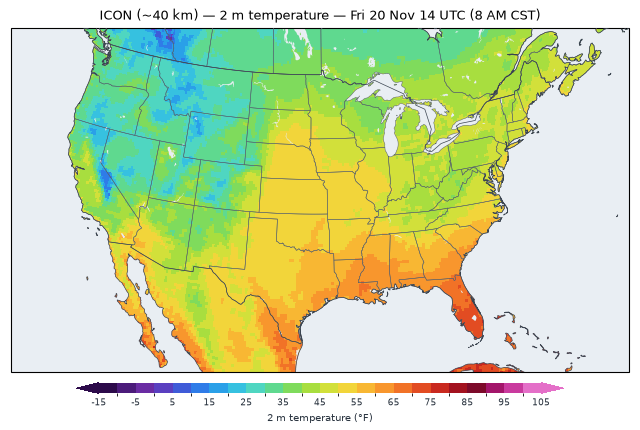 ICON (~40 km) — 2 m temperature — Fri 20 Nov 14 UTC (8 AM CST)
-15 -5 5 15 25 35 45 55 65 75 85 95 105
2 m temperature (°F)